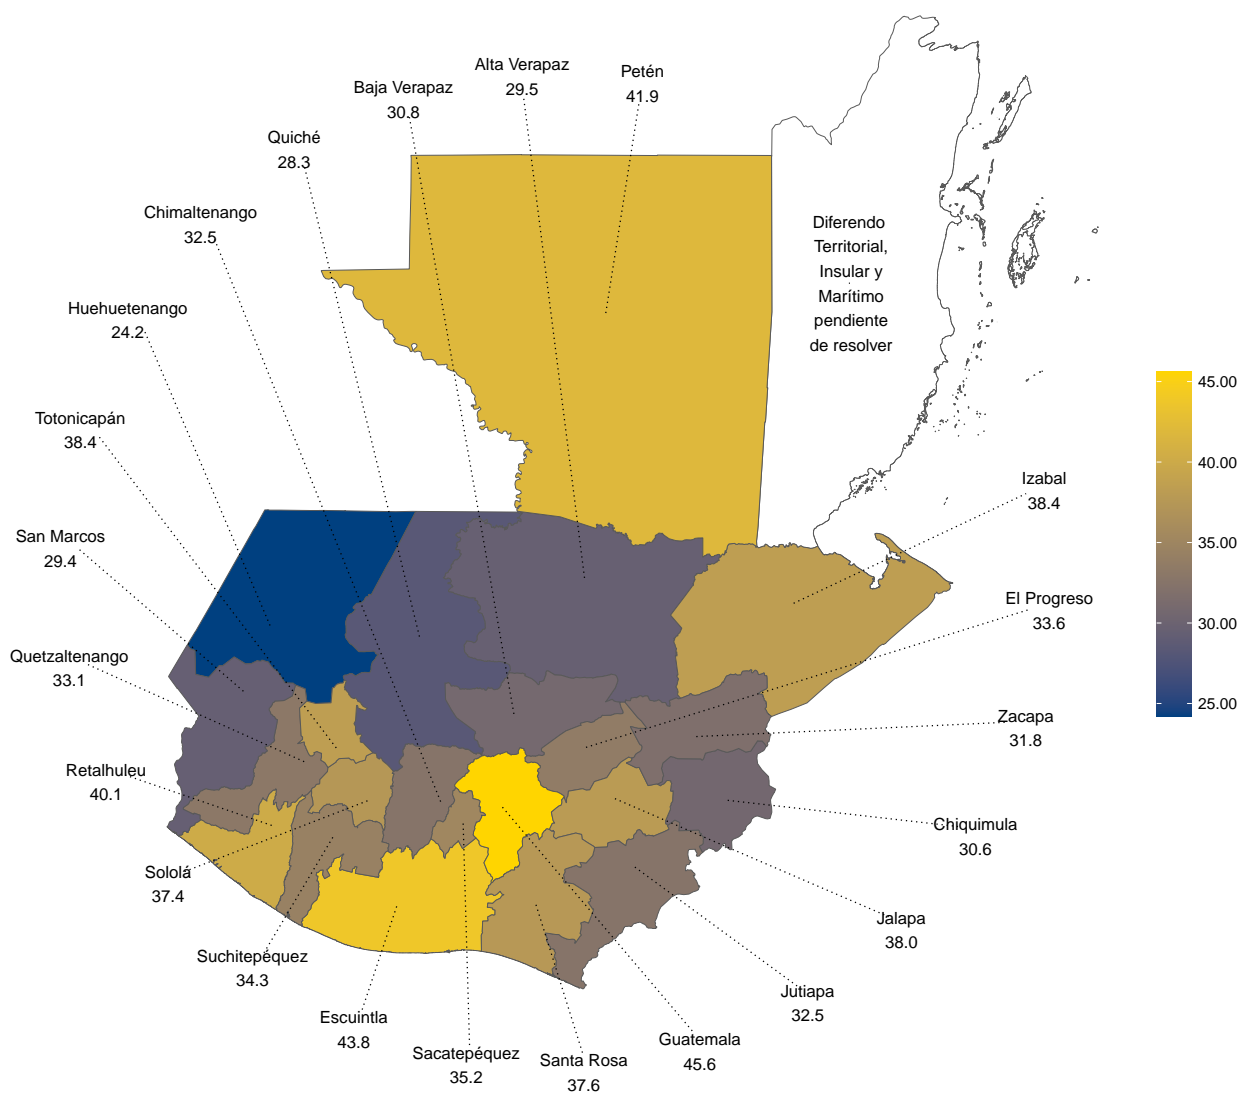 Alta Verapaz
29.5
Petén
41.9
Baja Verapaz
30.8
Quiché
28.3
Chimaltenango
32.5
Diferendo
Territorial,
Insular y
Marítimo
pendiente
de resolver
Huehuetenango
24.2
Totonicapán
38.4
San Marcos
29.4
Quetzaltenango
33.1
Retalhuleu
40.1
Sololá
37.4
Suchitepéquez
34.3
Escuintla
43.8
Sacatepéquez
35.2
Santa Rosa
37.6
Guatemala
45.6
Jutiapa
32.5
Jalapa
38.0
Chiquimula
30.6
Zacapa
31.8
El Progreso
33.6
Izabal
38.4
45.00
40.00
35.00
30.00
25.00